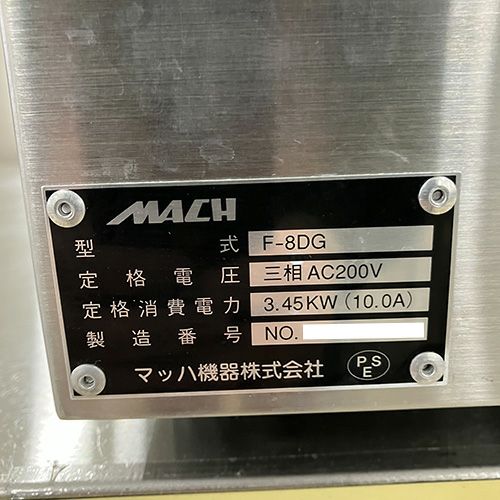 MACH
型式 F-8DG
定格電圧 三相 AC200V
定格消費電力 3.45KW (10.0A)
製造番号 NO.
マッハ機器株式会社 PSE